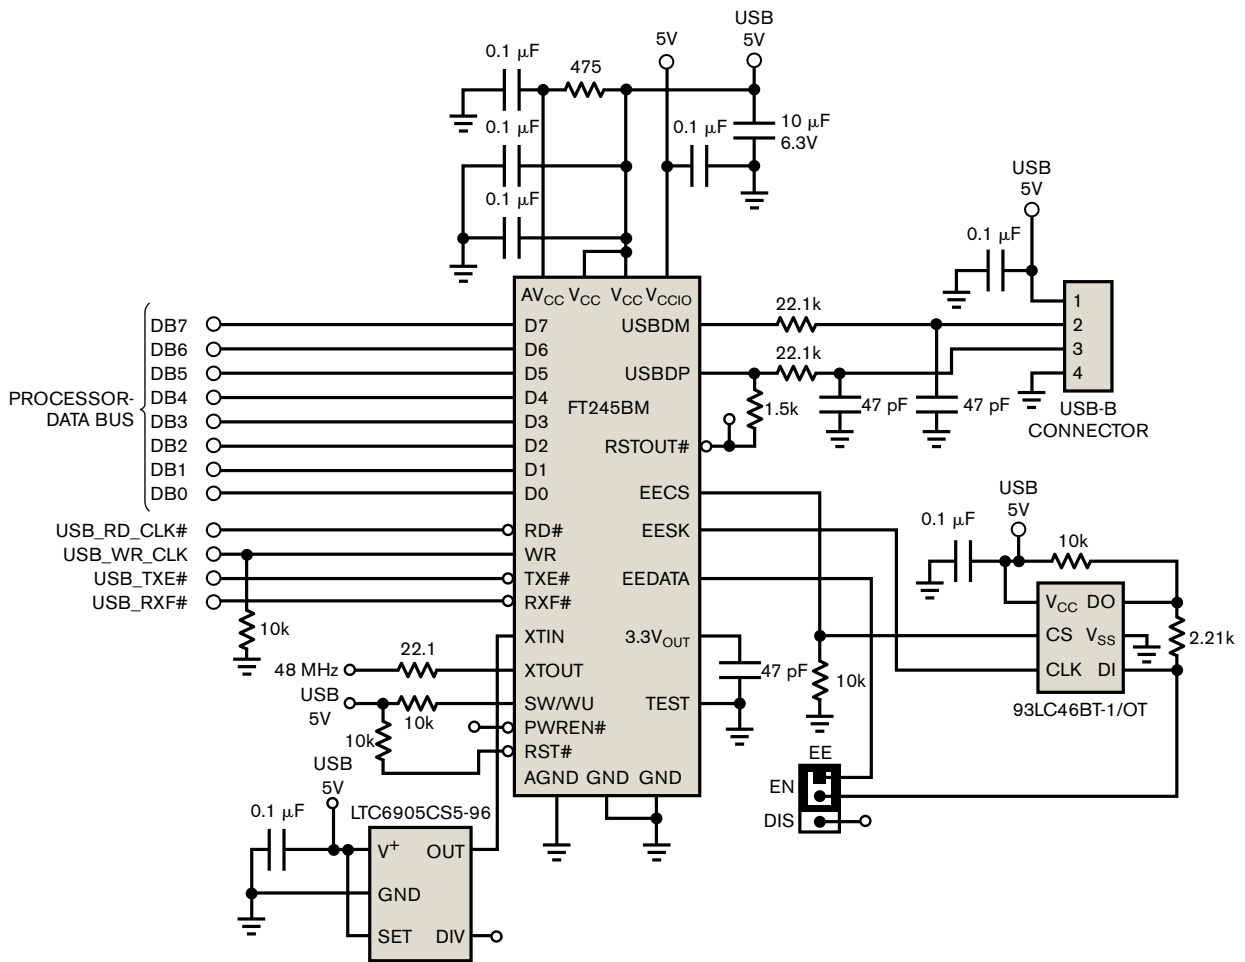 USB
5V
5V
0.1 µF
475
0.1 µF
0.1 µF
10 µF
6.3V
0.1 µF
USB
5V
0.1 µF
AVCC VCC VCC VCCIO
PROCESSOR-
DATA BUS
DB7
DB6
DB5
DB4
DB3
DB2
DB1
DB0
USB_RD_CLK#
USB_WR_CLK
USB_TXE#
USB_RXF#
10k
D7
D6
D5
D4
D3
D2
D1
D0
RD#
WR
TXE#
RXF#
XTIN
XTOUT
SW/WU
PWREN#
RST#
FT245BM
USBDM
USBDP
RSTOUT#
EECS
EESK
EEDATA
3.3VOUT
TEST
AGND GND GND
22.1k
22.1k
1.5k
47 pF
47 pF
1
2
3
4
USB-B
CONNECTOR
48 MHz
22.1
USB
5V
10k
10k
47 pF
10k
USB
5V
0.1 µF
10k
VCC DO
CS VSS
CLK DI
2.21k
93LC46BT-1/OT
EE
EN
DIS
USB
5V
0.1 µF
LTC6905CS5-96
V+ OUT
GND
SET DIV